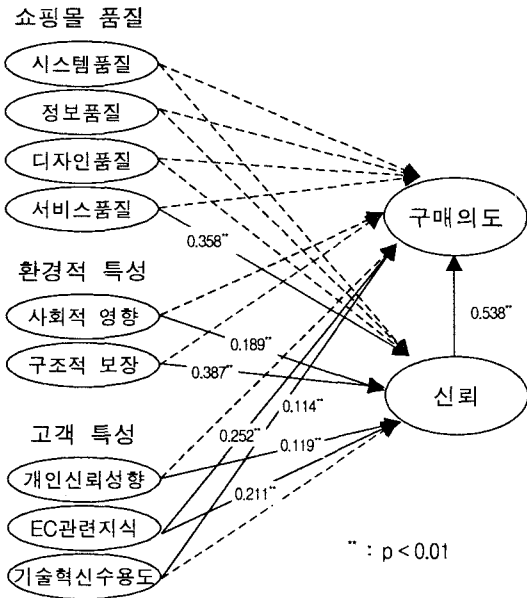 쇼핑몰 품질
시스템품질
정보품질
디자인품질
서비스품질
구매의도
0.358**
환경적 특성
0.538**
사회적 영향
0.189**
구조적 보장
0.387**
신뢰
0.114**
고객 특성
0.252**
0.119**
개인신뢰성향
0.211**
EC관련지식
** : p < 0.01
기술혁신수용도